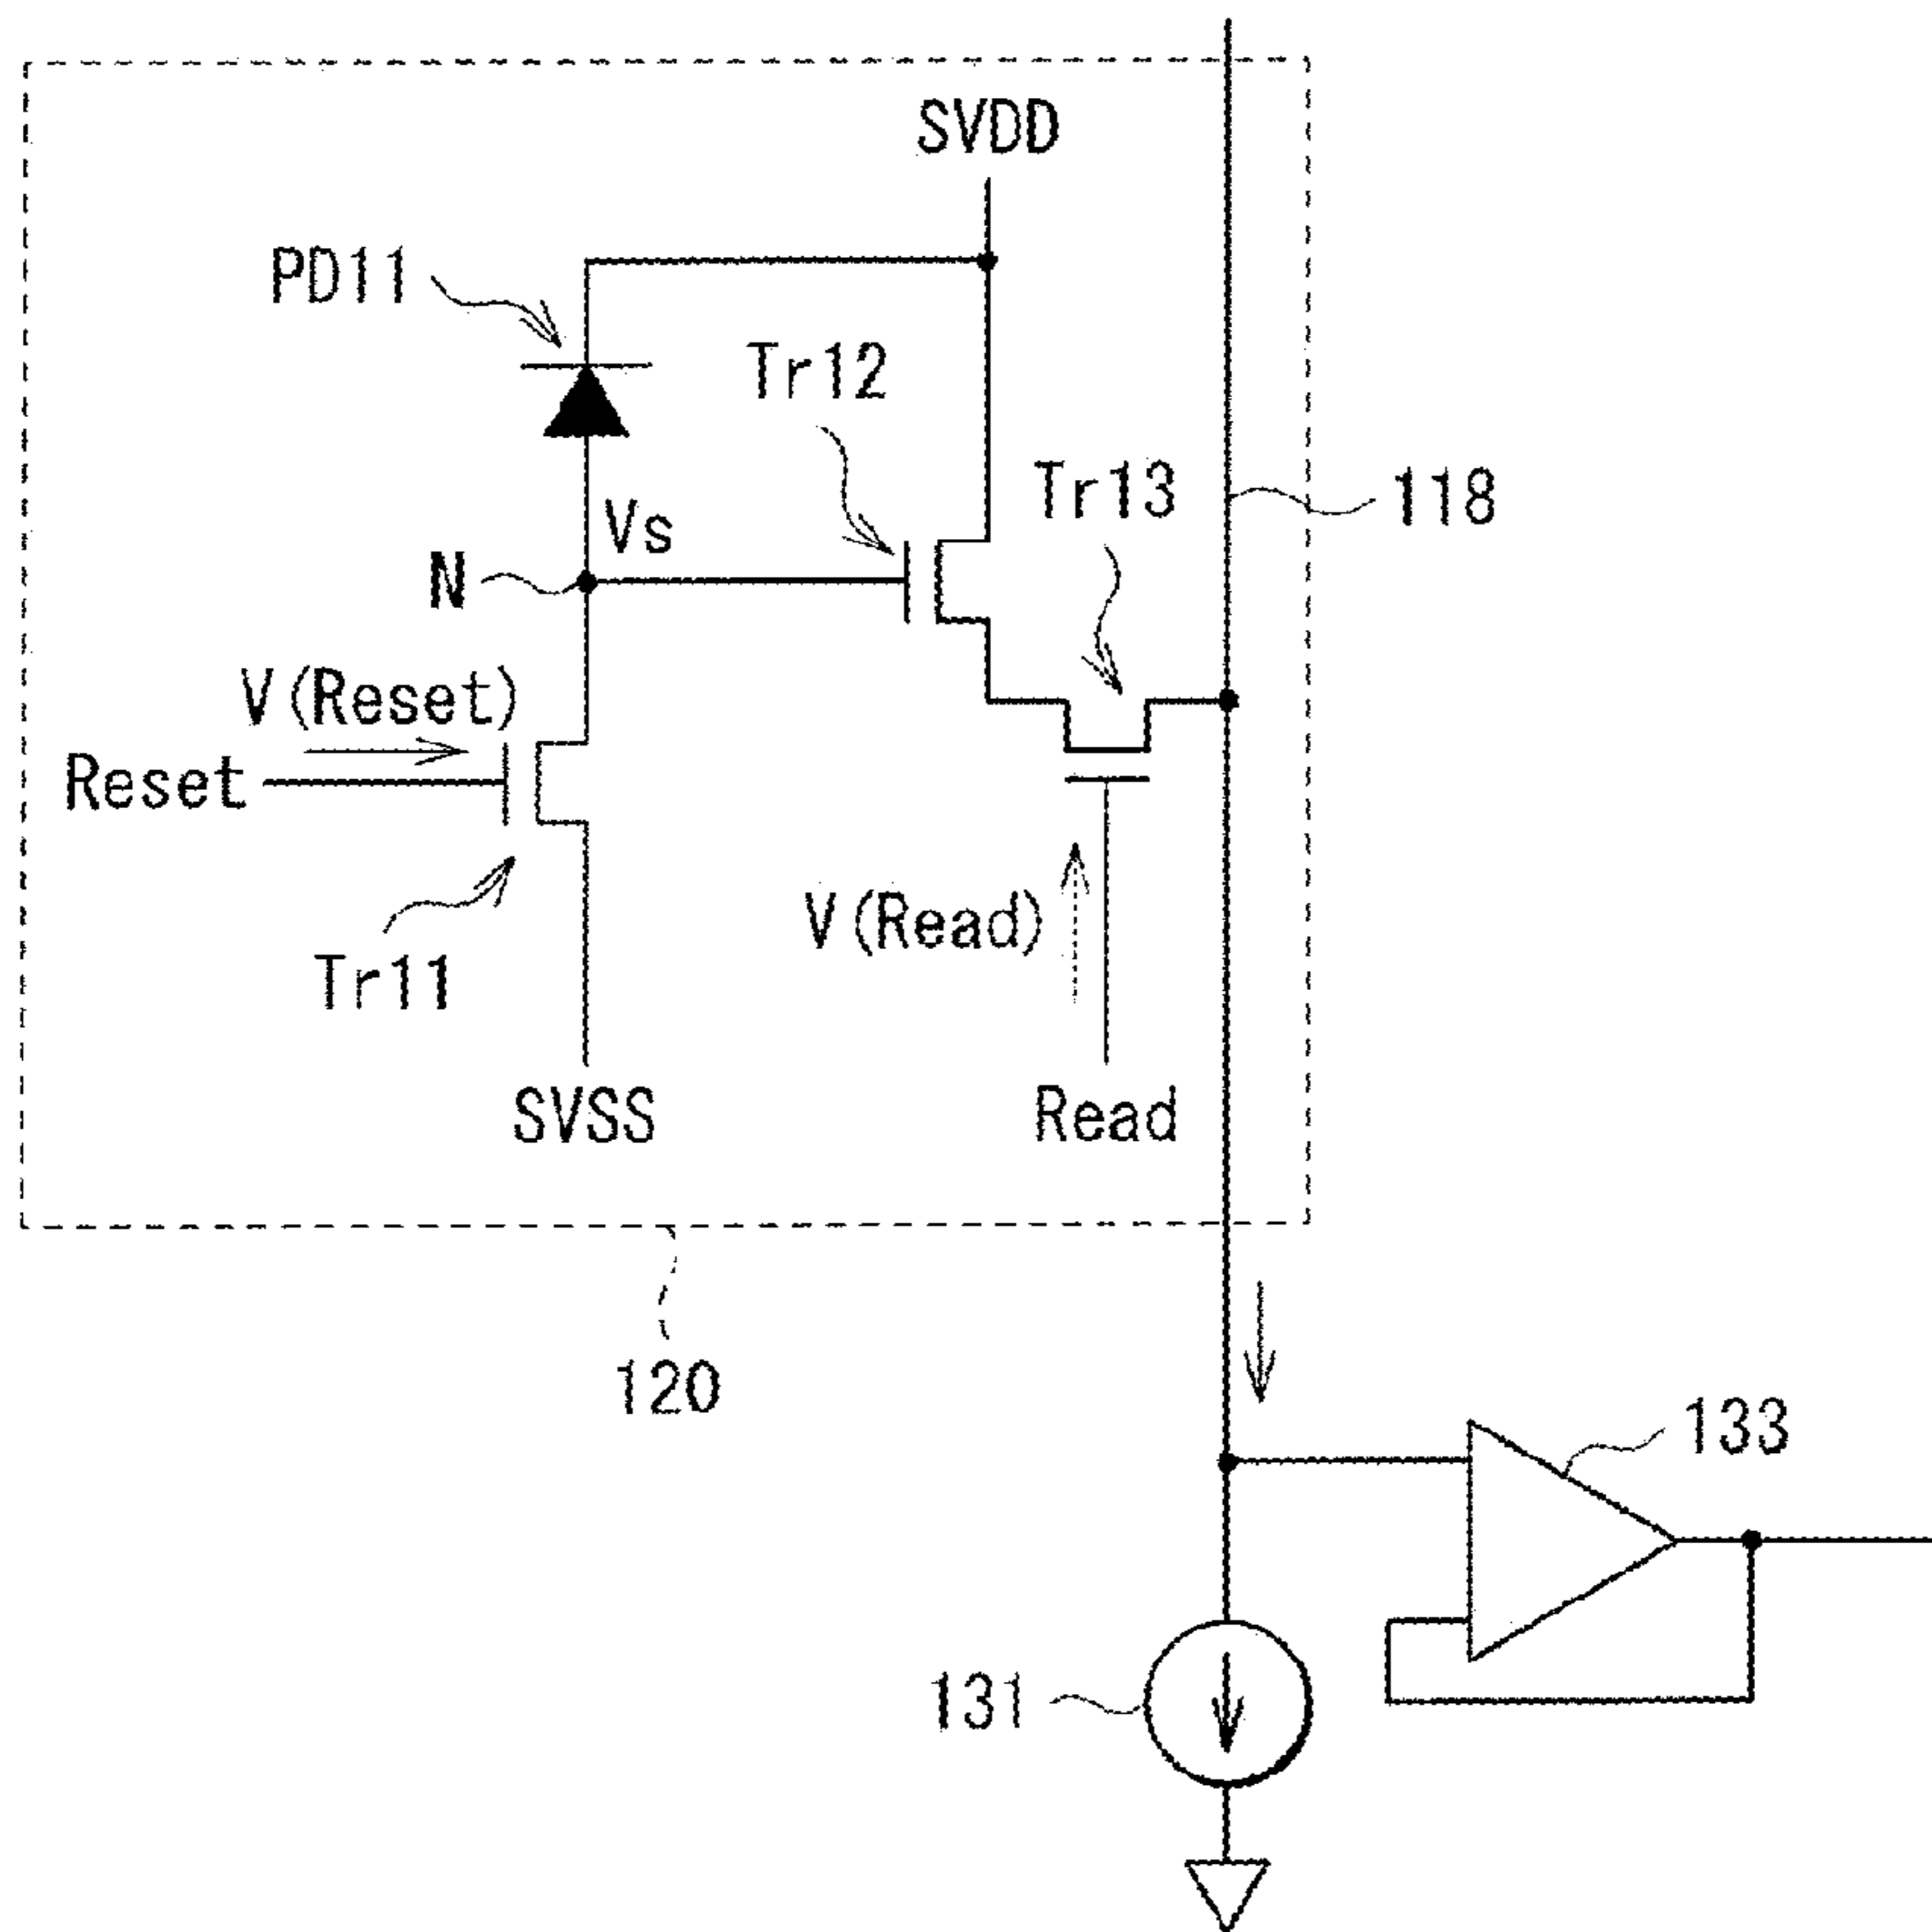 SVDD
PD11
Tr12
Tr13
118
Vs
N
V(Reset)
Reset
V(Read)
Tr11
SVSS
Read
120
133
131